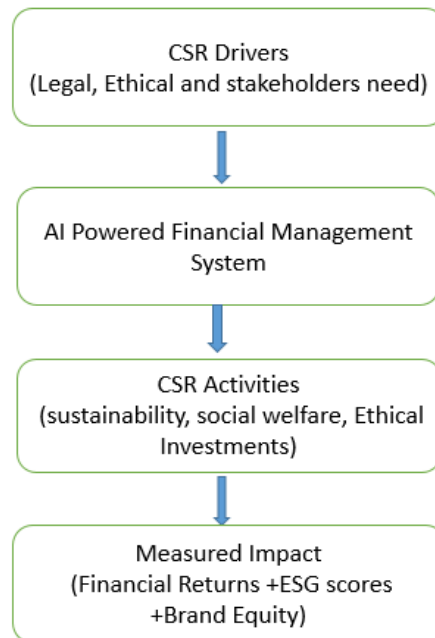 CSR Drivers
(Legal, Ethical and stakeholders need)
AI Powered Financial Management
System
CSR Activities
(sustainability, social welfare, Ethical
Investments)
Measured Impact
(Financial Returns +ESG scores
+Brand Equity)